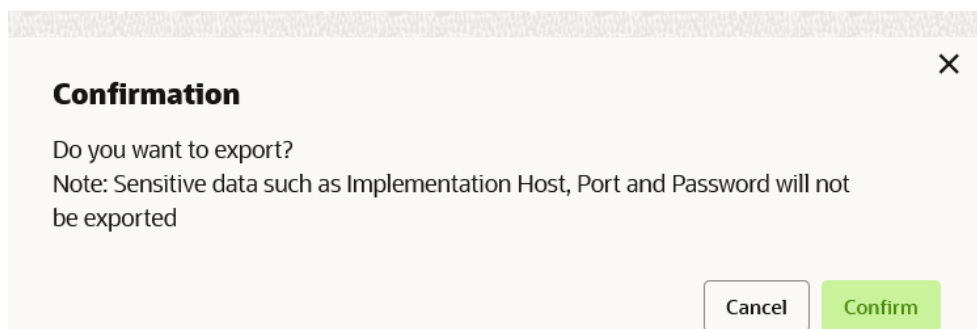 Confirmation
Do you want to export?
Note: Sensitive data such as Implementation Host, Port and Password will not
be exported
Cancel Confirm